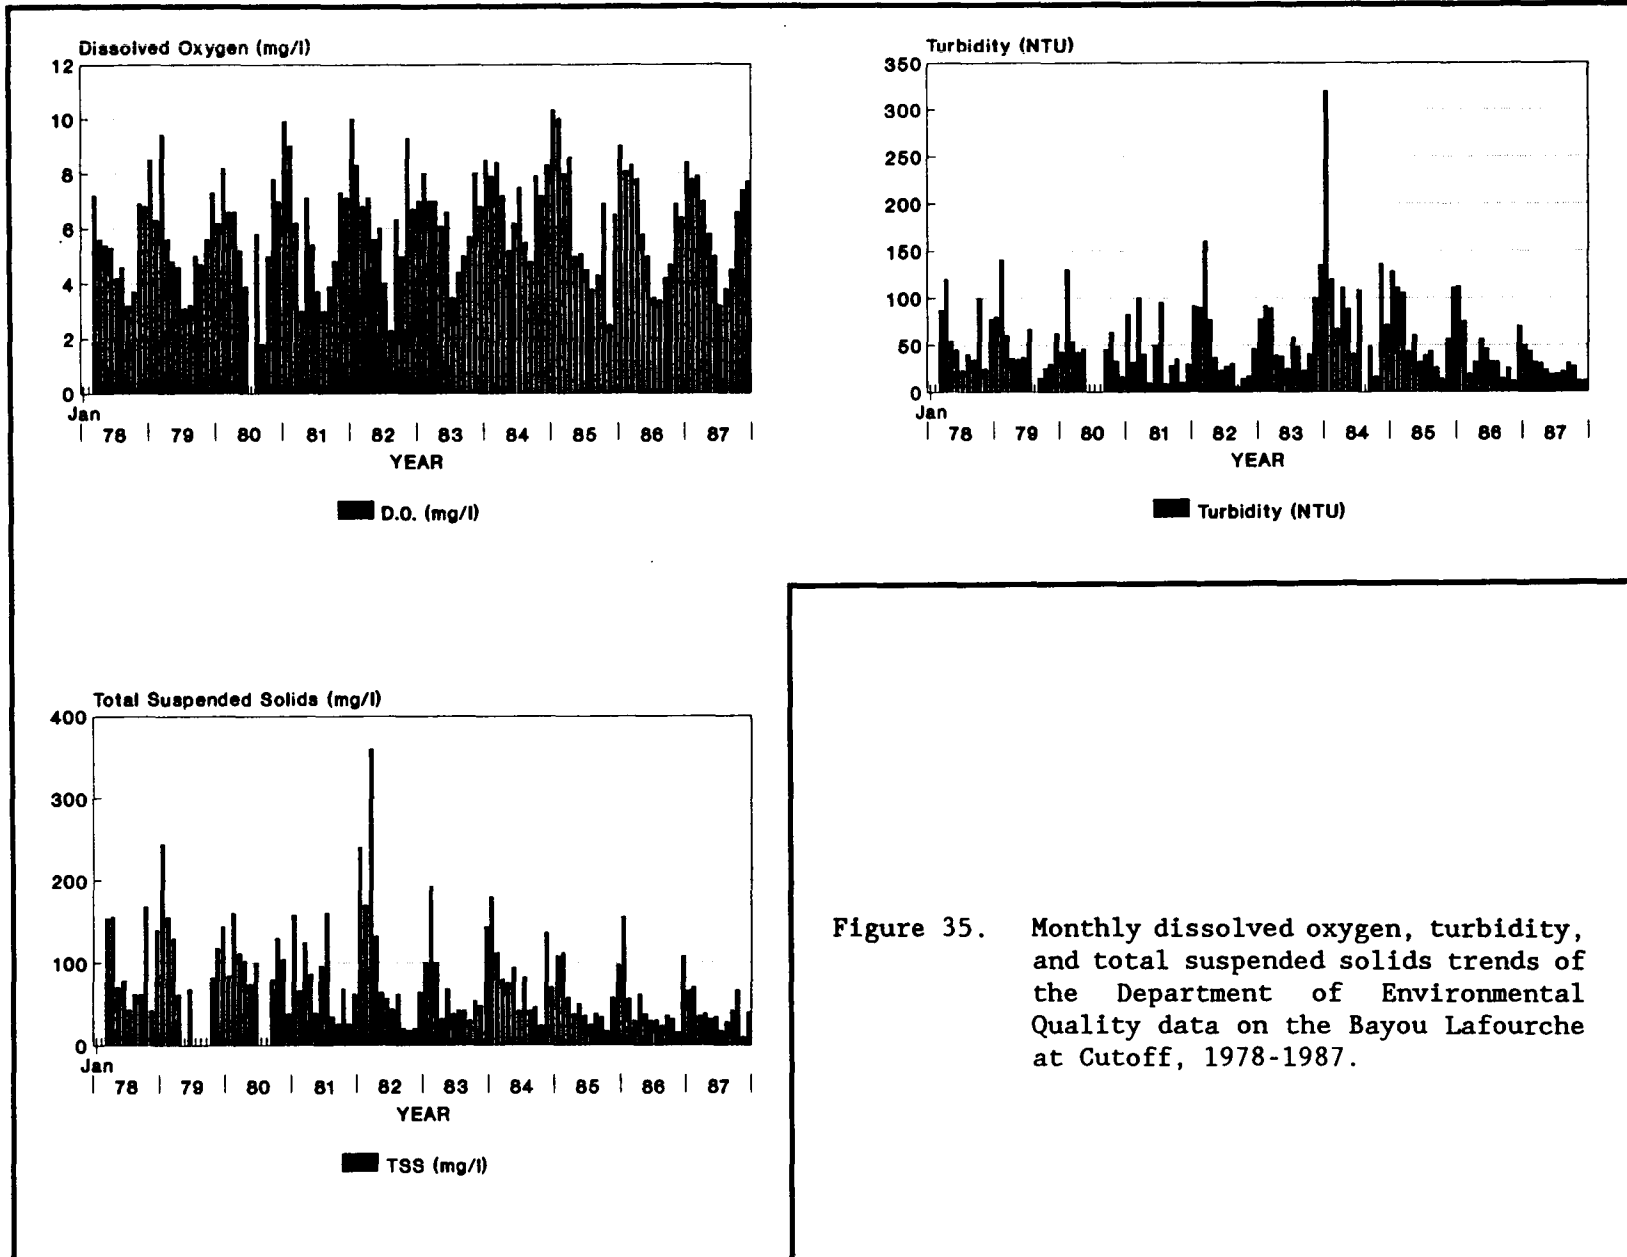 Dissolved Oxygen (mg/l)
12
10
8
6
4
2
0
Jan
78 79 80 81 82 83 84 85 86 87
YEAR
D.O. (mg/l)
Turbidity (NTU)
350
300
250
200
150
100
50
0
Jan
78 79 80 81 82 83 84 85 86 87
YEAR
Turbidity (NTU)
Total Suspended Solids (mg/l)
400
300
200
100
0
Jan
78 79 80 81 82 83 84 85 86 87
YEAR
TSS (mg/l)
Figure 35. Monthly dissolved oxygen, turbidity,
and total suspended solids trends of
the Department of Environmental
Quality data on the Bayou Lafourche
at Cutoff, 1978-1987.